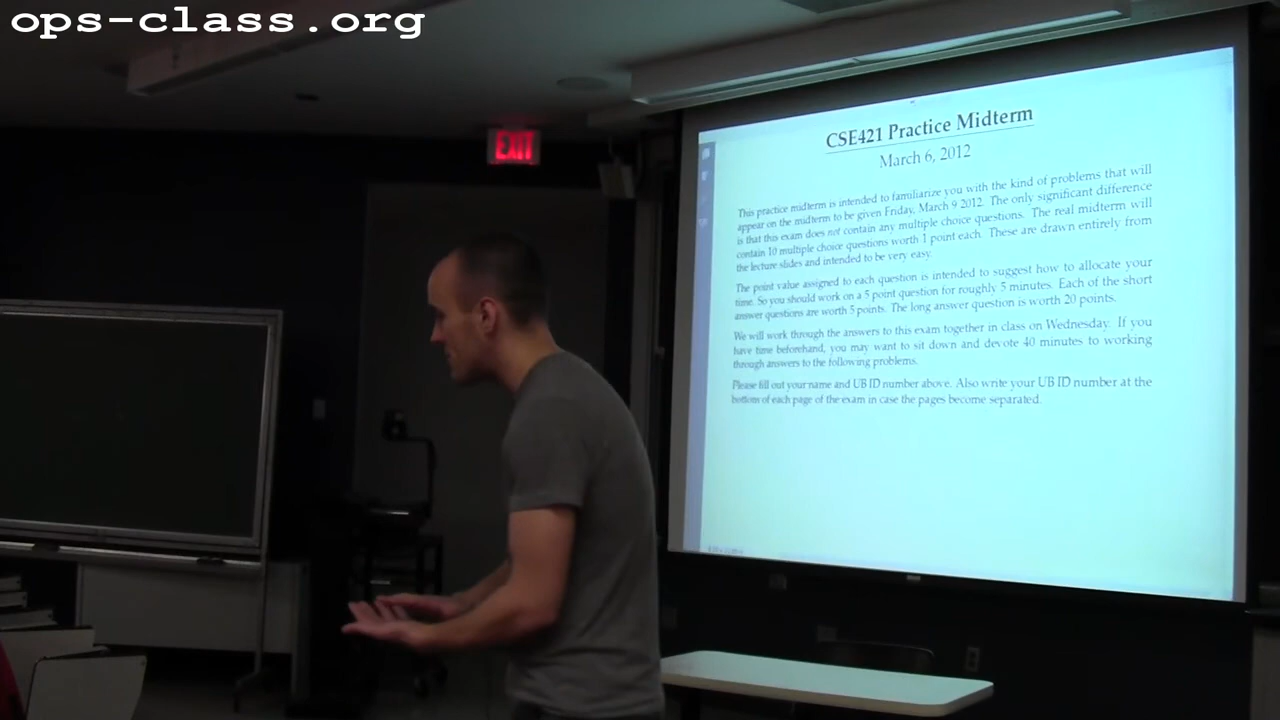 ops-class.org
EXIT
CSE421 Practice Midterm
March 6, 2012
This practice midterm is intended to familiarize you with the kind of problems that will
appear on the midterm to be given Friday, March 9 2012. The only significant difference
is that this exam does not contain any multiple choice questions. The real midterm will
contain 10 multiple choice questions worth 1 point each. These are drawn entirely from
the lecture slides and intended to be very easy.
The point value assigned to each question is intended to suggest how to allocate your
time. So you should work on a 5 point question for roughly 5 minutes. Each of the short
answer questions are worth 5 points. The long answer question is worth 20 points.
We will work through the answers to this exam together in class on Wednesday. If you
have time beforehand, you may want to sit down and devote 40 minutes to working
through answers to the following problems.
Please fill out your name and UB ID number above. Also write your UB ID number at the
bottom of each page of the exam in case the pages become separated.